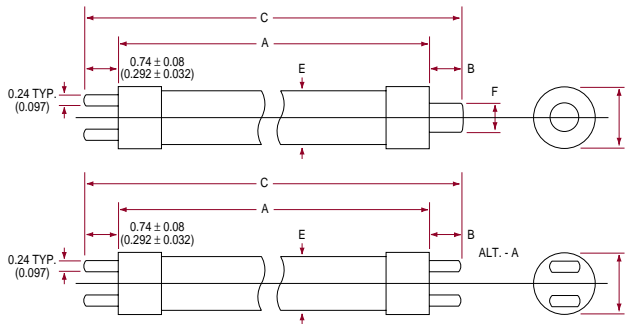 C
A
0.74 ± 0.08
(0.292 ± 0.032)
E
B
F
0.24 TYP.
(0.097)
C
A
0.74 ± 0.08
(0.292 ± 0.032)
E
B
ALT. - A
0.24 TYP.
(0.097)